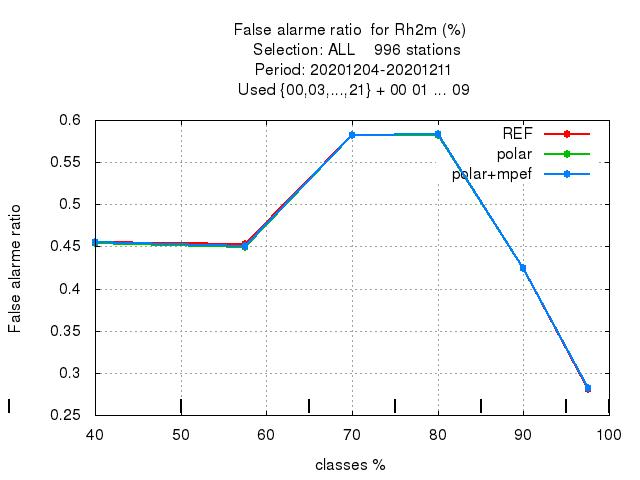 False alarme ratio  for Rh2m (%)
Selection: ALL    996 stations
Period: 20201204-20201211
Used {00,03,...,21} + 00 01 ... 09
REF
polar
polar+mpef
0.6
0.55
0.5
0.45
0.4
0.35
0.3
0.25
False alarme ratio
40 50 60 70 80 90 100
classes %